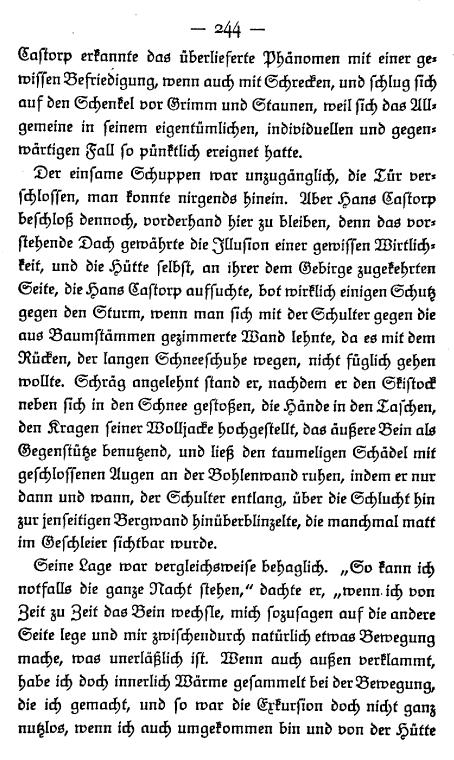 — 244 —
Castorp erkannte das überlieferte Phänomen mit einer ge-
wissen Befriedigung, wenn auch mit Schrecken, und schlug sich
auf den Schenkel vor Grimm und Staunen, weil sich das All-
gemeine in seinem eigentümlichen, individuellen und gegen-
wärtigen Fall so pünktlich ereignet hatte.
Der einsame Schuppen war unzugänglich, die Tür ver-
schlossen, man konnte nirgends hinein. Aber Hans Castorp
beschloß dennoch, vorderhand hier zu bleiben, denn das vor-
stehende Dach gewährte die Illusion einer gewissen Wirtlich-
keit, und die Hütte selbst, an ihrer dem Gebirge zugekehrten
Seite, die Hans Castorp aufsuchte, bot wirklich einigen Schutz
gegen den Sturm, wenn man sich mit der Schulter gegen die
aus Baumstämmen gezimmerte Wand lehnte, da es mit dem
Rücken, der langen Schneeschuhe wegen, nicht füglich gehen
wollte. Schräg angelehnt stand er, nachdem er den Skistock
neben sich in den Schnee gestoßen, die Hände in den Taschen,
den Kragen seiner Wolljacke hochgestellt, das äußere Bein als
Gegenstütze benutzend, und ließ den taumeligen Schädel mit
geschlossenen Augen an der Bohlenwand ruhen, indem er nur
dann und wann, der Schulter entlang, über die Schlucht hin
zur jenseitigen Bergwand hinüberblinzelte, die manchmal matt
im Geschleier sichtbar wurde.
Seine Lage war vergleichsweise behaglich. „So kann ich
notfalls die ganze Nacht stehen,“ dachte er, „wenn ich von
Zeit zu Zeit das Bein wechsle, mich sozusagen auf die andere
Seite lege und mir zwischendurch natürlich etwas Bewegung
mache, was unerläßlich ist. Wenn auch außen verklammt,
habe ich doch innerlich Wärme gesammelt bei der Bewegung,
die ich gemacht, und so war die Exkursion doch nicht ganz
nutzlos, wenn ich auch umgekommen bin und von der Hütte